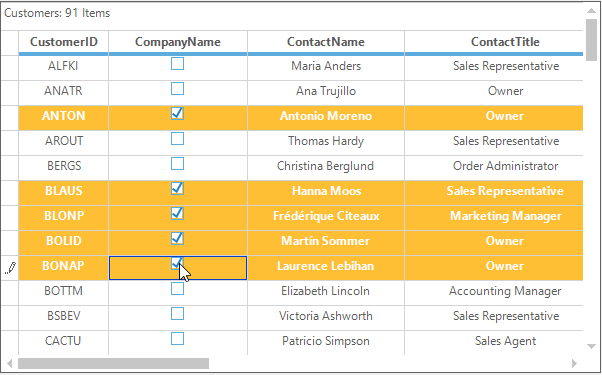 Customers: 91 Items
CustomerID CompanyName ContactName ContactTitle
ALFKI Maria Anders Sales Representative
ANATR Ana Trujillo Owner
ANTON Antonio Moreno Owner
AROUT Thomas Hardy Sales Representative
BERGS Christina Berglund Order Administrator
BLAUS Hanna Moos Sales Representative
BLONP Frédérique Citeaux Marketing Manager
BOLID Martín Sommer Owner
BONAP Laurence Lebihan Owner
BOTTM Elizabeth Lincoln Accounting Manager
BSBEV Victoria Ashworth Sales Representative
CACTU Patricio Simpson Sales Agent